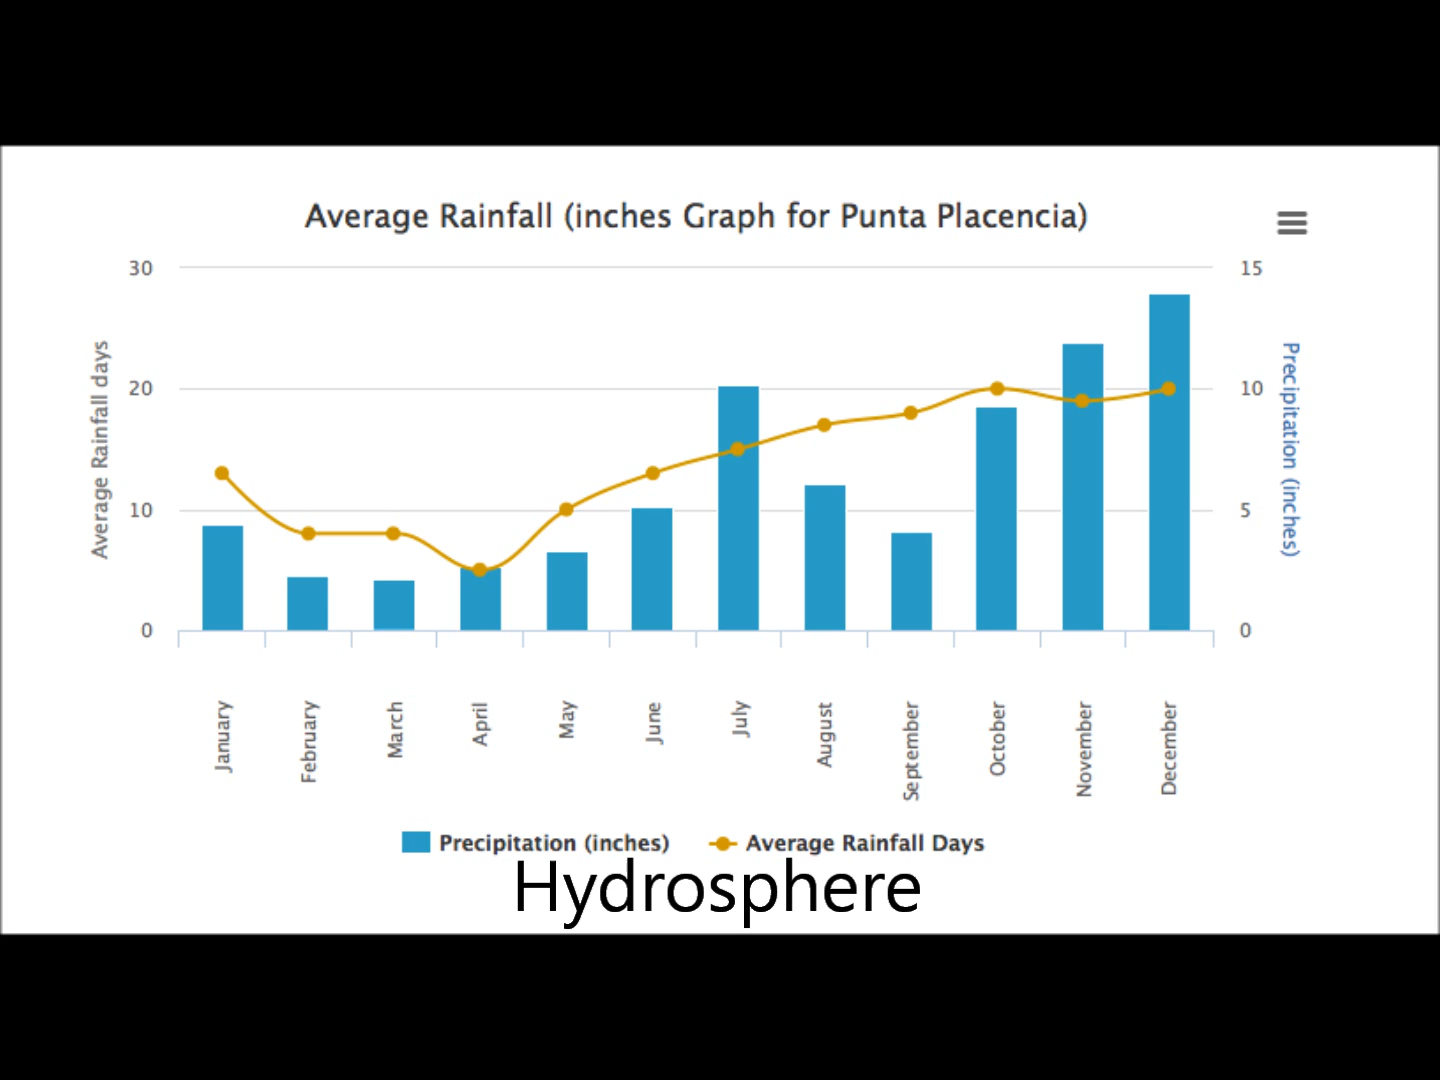 Average Rainfall (inches Graph for Punta Placencia)
30
20
10
0
Average Rainfall days
15
10
5
0
Precipitation (inches)
January
February
March
April
May
June
July
August
September
October
November
December
Precipitation (inches)
Average Rainfall Days
Hydrosphere